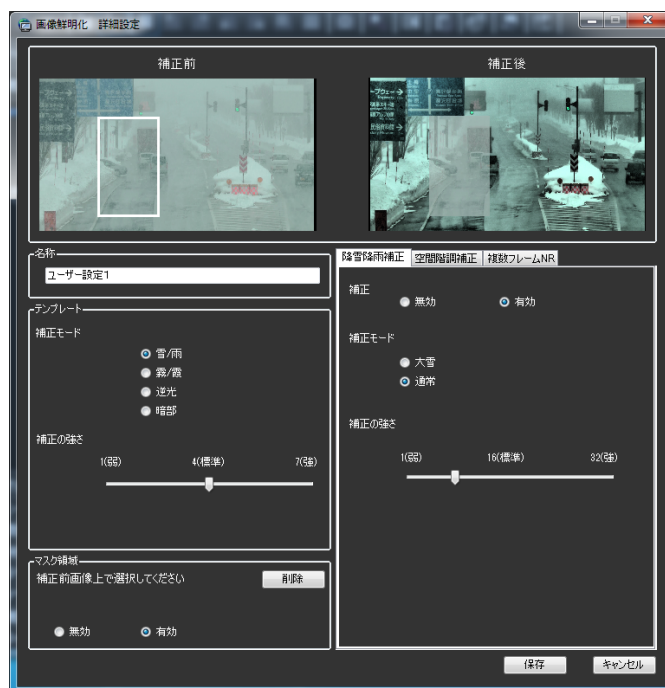 画像鮮明化 詳細設定
補正前
補正後
名称
ユーザー設定1
テンプレート
補正モード
雪/雨
霧/霞
逆光
暗部
補正の強さ
1(弱) 4(標準) 7(強)
マスク領域
補正前画像上で選択してください
削除
無効 有効
降雪降雨補正 空間階調補正 複数フレームNR
補正
無効 有効
補正モード
大雪
通常
補正の強さ
1(弱) 16(標準) 32(強)
保存 キャンセル